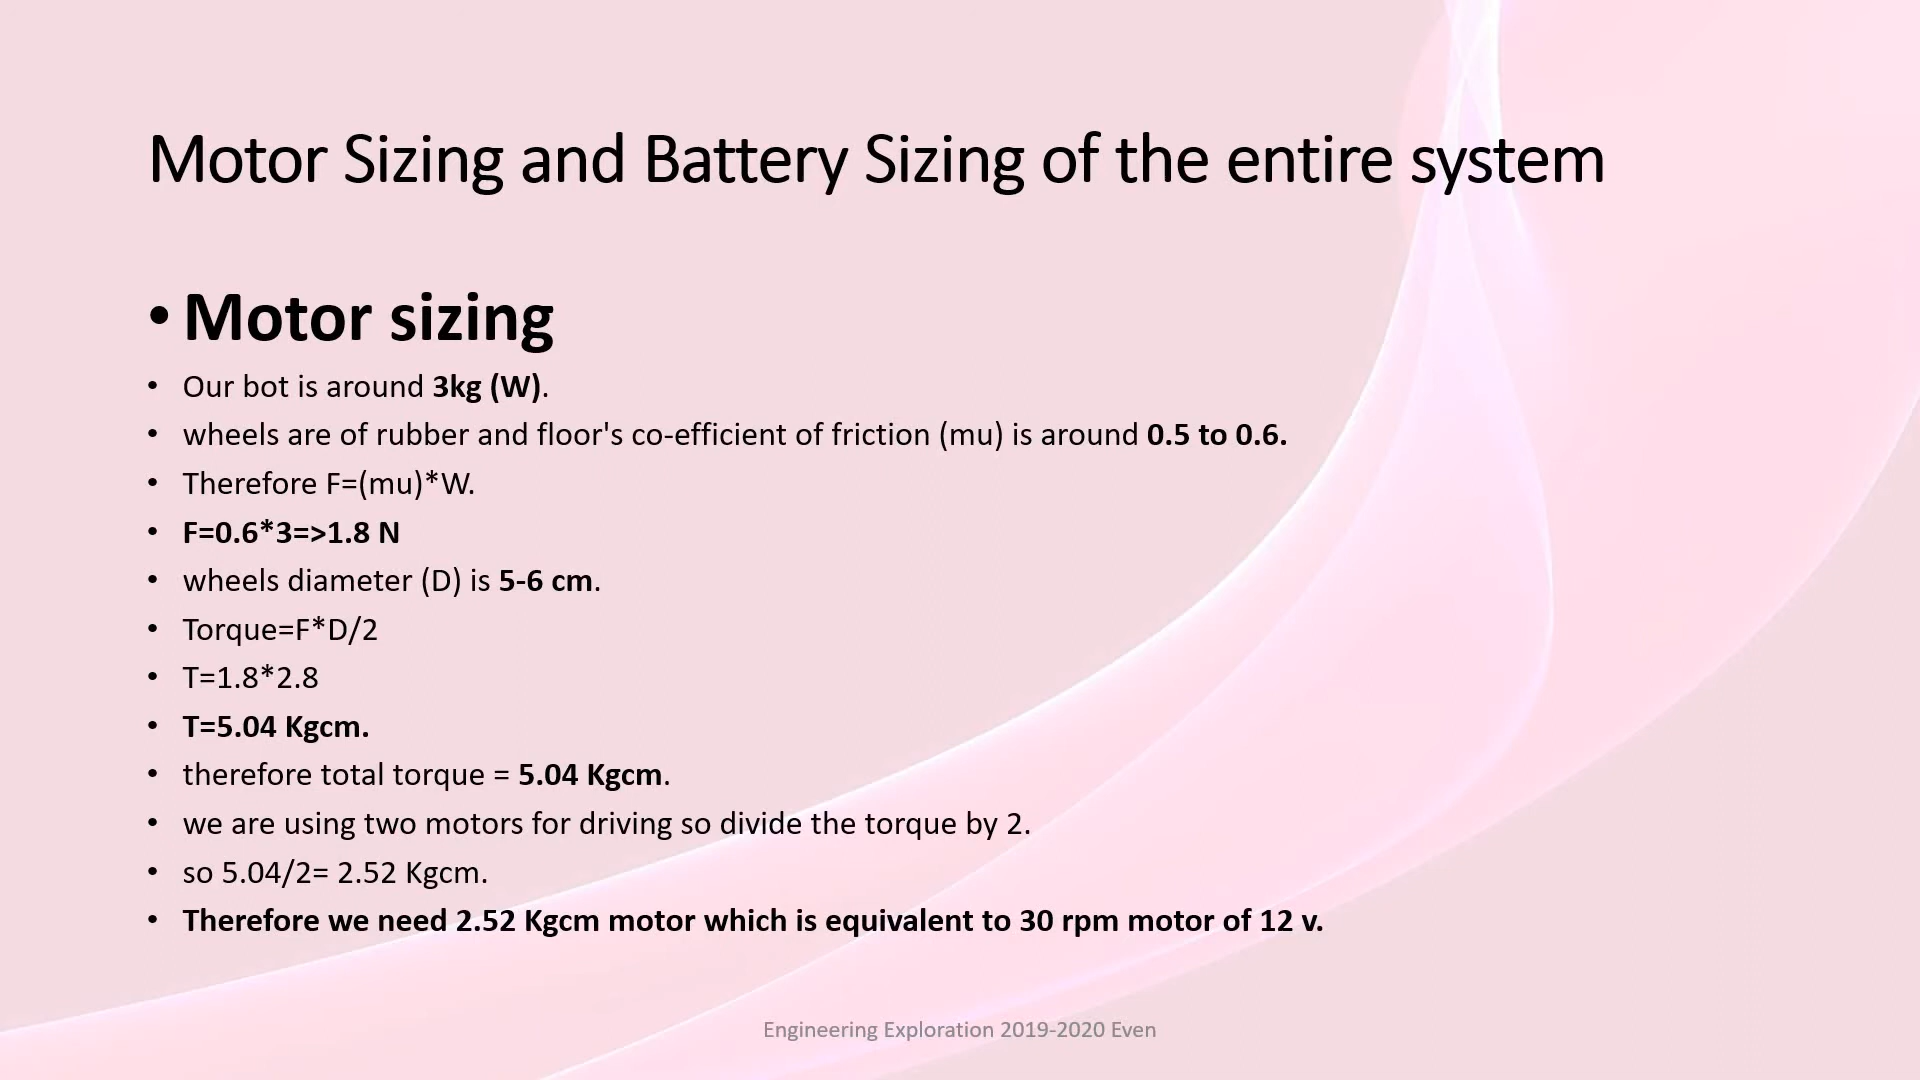 Motor Sizing and Battery Sizing of the entire system
• Motor sizing
• Our bot is around 3kg (W).
• wheels are of rubber and floor's co-efficient of friction (mu) is around 0.5 to 0.6.
• Therefore F=(mu)*W.
• F=0.6*3=>1.8 N
• wheels diameter (D) is 5-6 cm.
• Torque=F*D/2
• T=1.8*2.8
• T=5.04 Kgcm.
• therefore total torque = 5.04 Kgcm.
• we are using two motors for driving so divide the torque by 2.
• so 5.04/2= 2.52 Kgcm.
• Therefore we need 2.52 Kgcm motor which is equivalent to 30 rpm motor of 12 v.
Engineering Exploration 2019-2020 Even